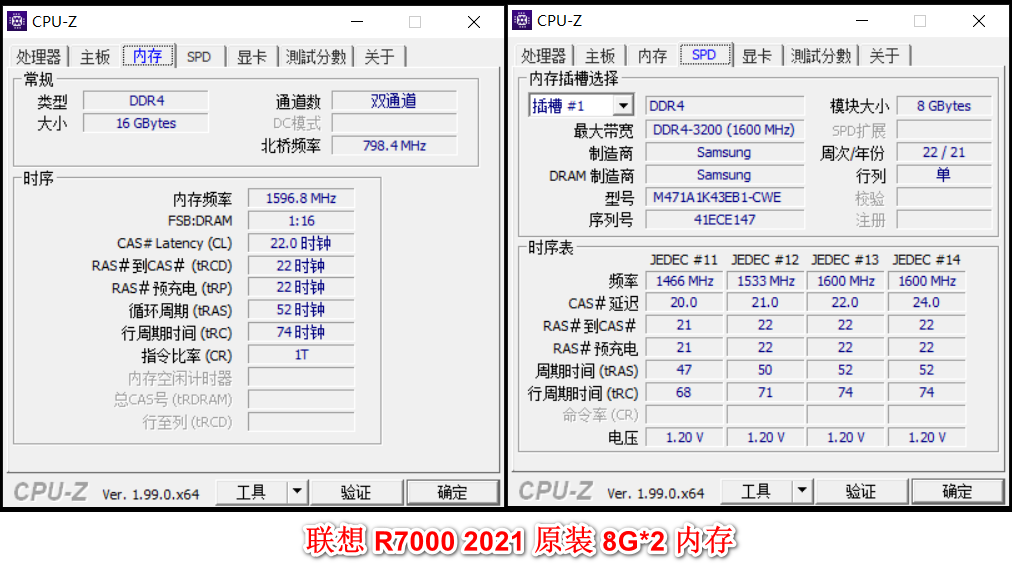 CPU-Z
处理器 主板 内存 SPD 显卡 測試分數 关于
常规
类型 DDR4 通道数 双通道
大小 16 GBytes DC模式
北桥频率 798.4 MHz
时序
内存频率 1596.8 MHz
FSB:DRAM 1:16
CAS# Latency (CL) 22.0 时钟
RAS#到CAS# (tRCD) 22 时钟
RAS#预充电 (tRP) 22 时钟
循环周期 (tRAS) 52 时钟
行周期时间 (tRC) 74 时钟
指令比率 (CR) 1T
内存空闲计时器
总CAS号 (tRDRAM)
行至列 (tRCD)
CPU-Z Ver. 1.99.0.x64 工具 验证 确定
CPU-Z
处理器 主板 内存 SPD 显卡 測試分數 关于
内存插槽选择
插槽 #1 DDR4 模块大小 8 GBytes
最大带宽 DDR4-3200 (1600 MHz) SPD扩展
制造商 Samsung 周次/年份 22 / 21
DRAM 制造商 Samsung 行列 单
型号 M471A1K43EB1-CWE 校验
序列号 41ECE147 注册
时序表
JEDEC #11 JEDEC #12 JEDEC #13 JEDEC #14
频率 1466 MHz 1533 MHz 1600 MHz 1600 MHz
CAS#延迟 20.0 21.0 22.0 24.0
RAS#到CAS# 21 22 22 22
RAS#预充电 21 22 22 22
周期时间 (tRAS) 47 50 52 52
行周期时间 (tRC) 68 71 74 74
命令率 (CR)
电压 1.20 V 1.20 V 1.20 V 1.20 V
CPU-Z Ver. 1.99.0.x64 工具 验证 确定
联想 R7000 2021 原装 8G*2 内存